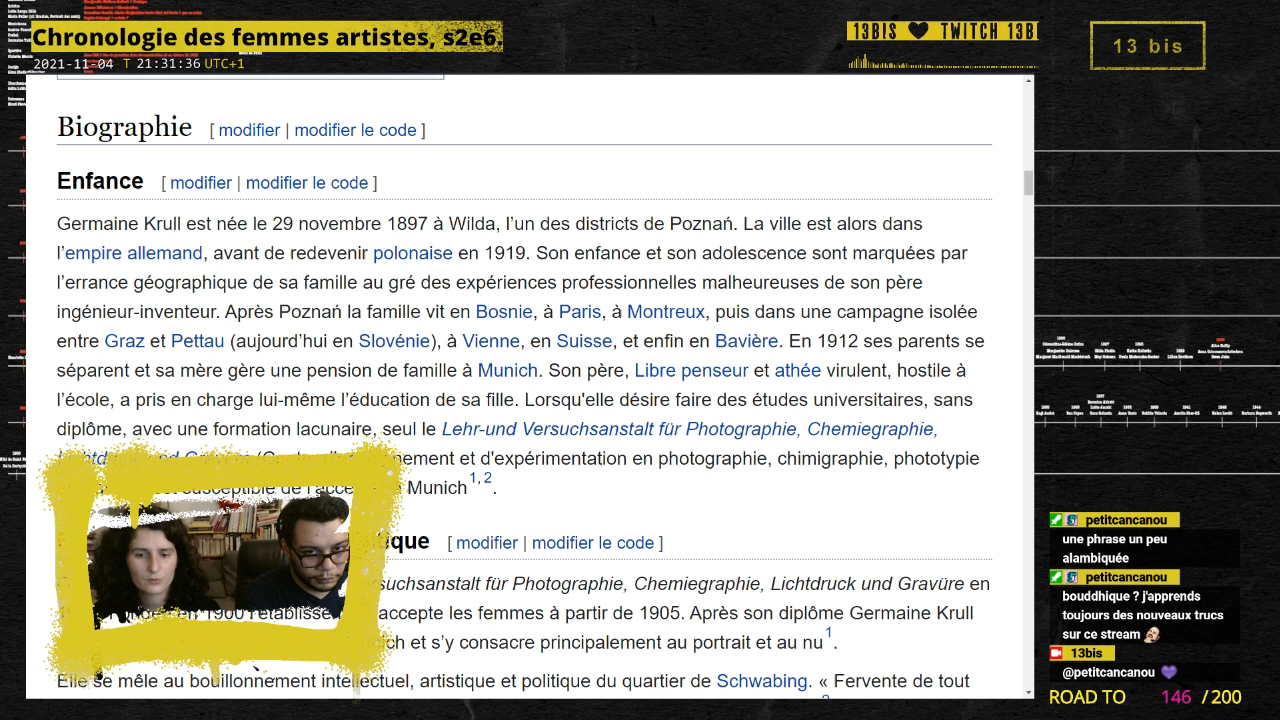 Chronologie des femmes artistes, s2e6
2021-11-04 T 21:31:36 UTC+1
13BIS TWITCH 13B
13 bis
Biographie [ modifier | modifier le code ]
Enfance [ modifier | modifier le code ]
Germaine Krull est née le 29 novembre 1897 à Wilda, l’un des districts de Poznań. La ville est alors dans
l’empire allemand, avant de redevenir polonaise en 1919. Son enfance et son adolescence sont marquées par
l’errance géographique de sa famille au gré des expériences professionnelles malheureuses de son père
ingénieur-inventeur. Après Poznań la famille vit en Bosnie, à Paris, à Montreux, puis dans une campagne isolée
entre Graz et Pettau (aujourd’hui en Slovénie), à Vienne, en Suisse, et enfin en Bavière. En 1912 ses parents se
séparent et sa mère gère une pension de famille à Munich. Son père, Libre penseur et athée virulent, hostile à
l’école, a pris en charge lui-même l’éducation de sa fille. Lorsqu'elle désire faire des études universitaires, sans
diplôme, avec une formation lacunaire, seul le Lehr-und Versuchsanstalt für Photographie, Chemiegraphie,
et d'expérimentation en photographie, chimigraphie, phototypie
susceptible de Munich1, 2.
[ modifier | modifier le code ]
für Photographie, Chemiegraphie, Lichtdruck und Gravüre en
accepte les femmes à partir de 1905. Après son diplôme Germaine Krull
et s’y consacre principalement au portrait et au nu1.
Elle se mêle au bouillonnement intellectuel, artistique et politique du quartier de Schwabing. « Fervente de tout
petitcancanou
une phrase un peu
alambiquée
petitcancanou
bouddhique ? j'apprends
toujours des nouveaux trucs
sur ce stream
13bis
@petitcancanou
ROAD TO 146 / 200